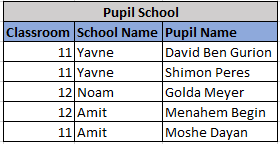 Pupil School
Classroom School Name Pupil Name
11 Yavne David Ben Gurion
11 Yavne Shimon Peres
12 Noam Golda Meyer
12 Amit Menahem Begin
11 Amit Moshe Dayan